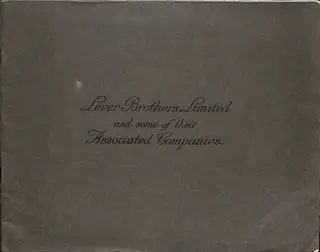 Lever Brothers Limited
and some of their
Associated Companies.